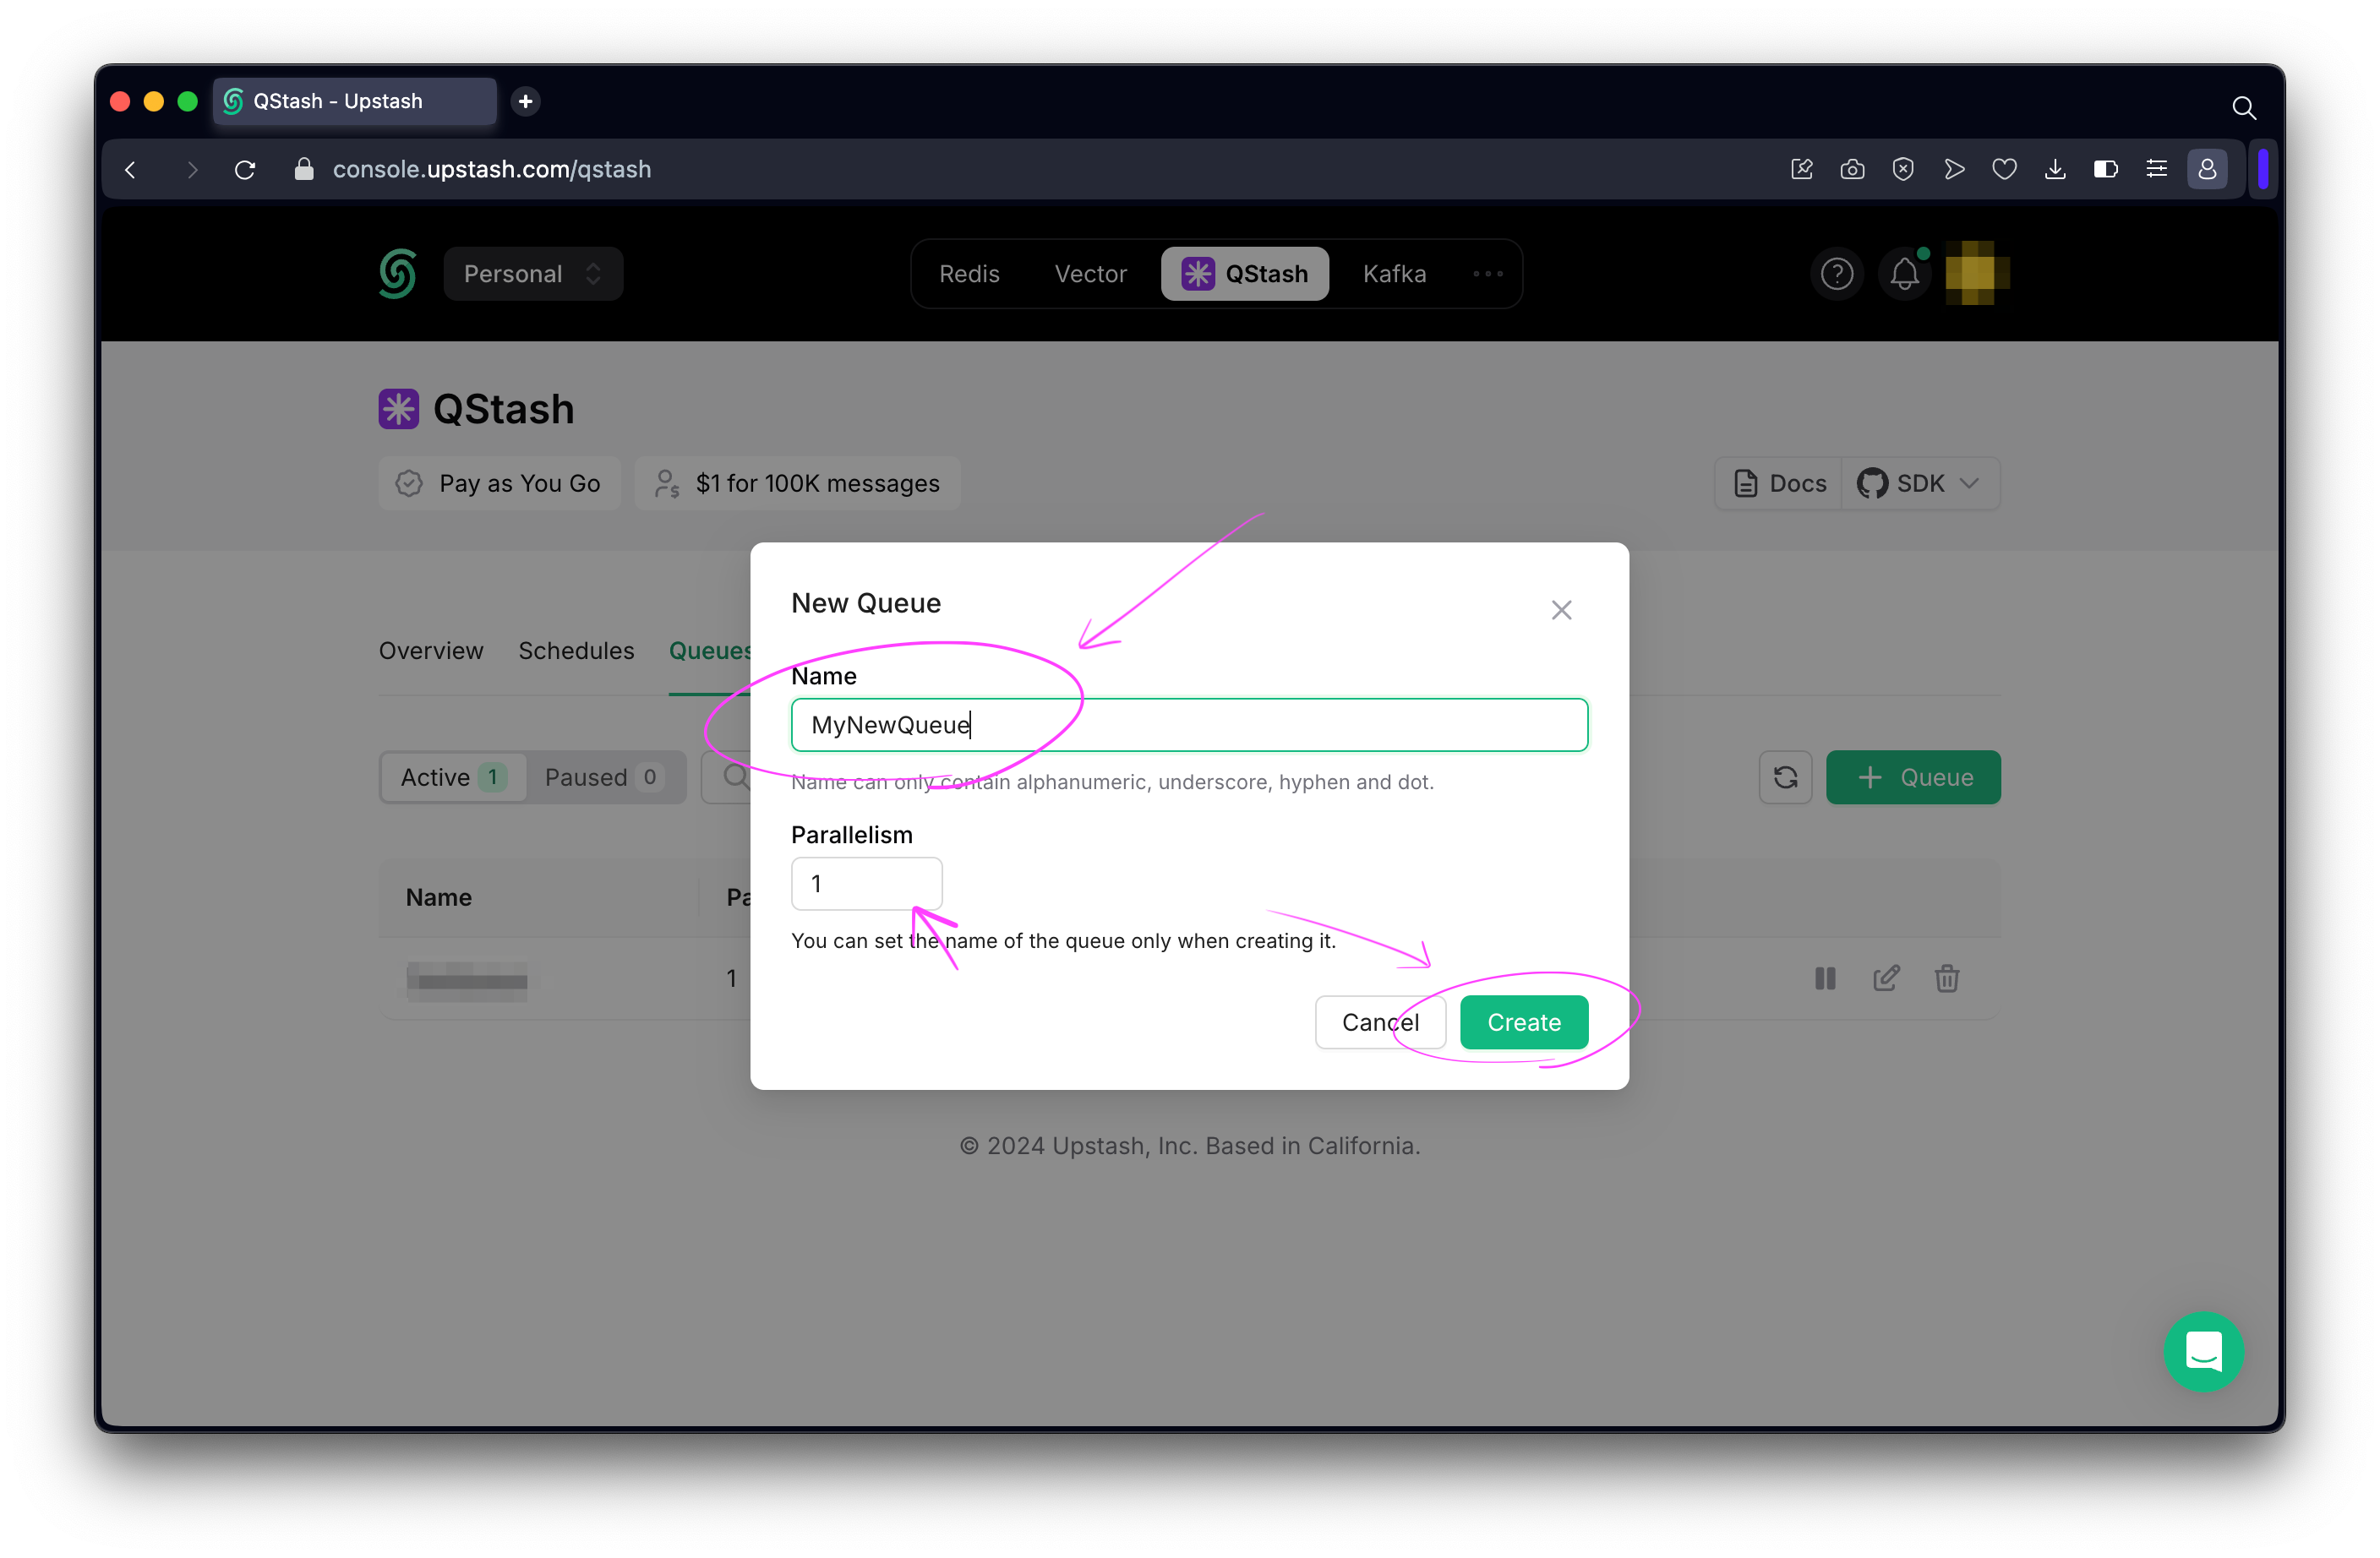 QStash - Upstash
console.upstash.com/qstash
Personal
Redis Vector QStash Kafka
QStash
Pay as You Go $1 for 100K messages Docs SDK
New Queue
Overview Schedules Queues
Name
MyNewQueue
Name can only contain alphanumeric, underscore, hyphen and dot.
Active 1 Paused 0 Queue
Parallelism
1
Name Pa
You can set the name of the queue only when creating it.
1
Cancel Create
© 2024 Upstash, Inc. Based in California.